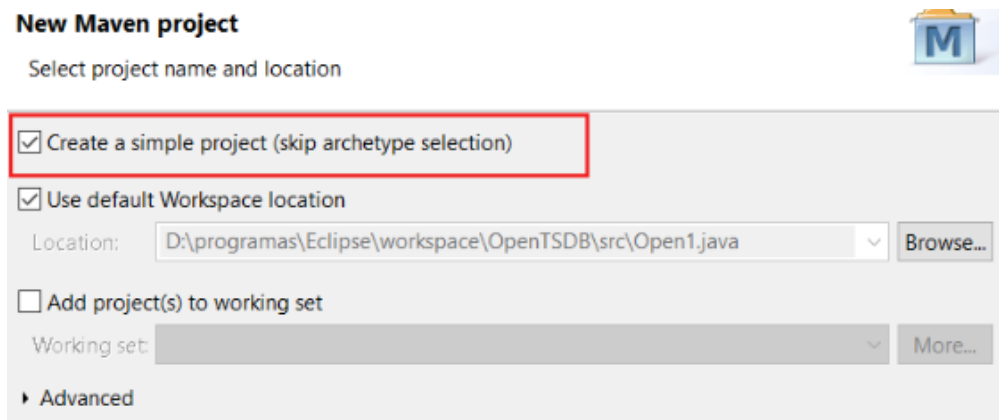 New Maven project
M
Select project name and location
Create a simple project (skip archetype selection)
Use default Workspace location
Location: D:\programas\Eclipse\workspace\OpenTSDB\src\Open1.java Browse...
Add project(s) to working set
Working set: More...
Advanced